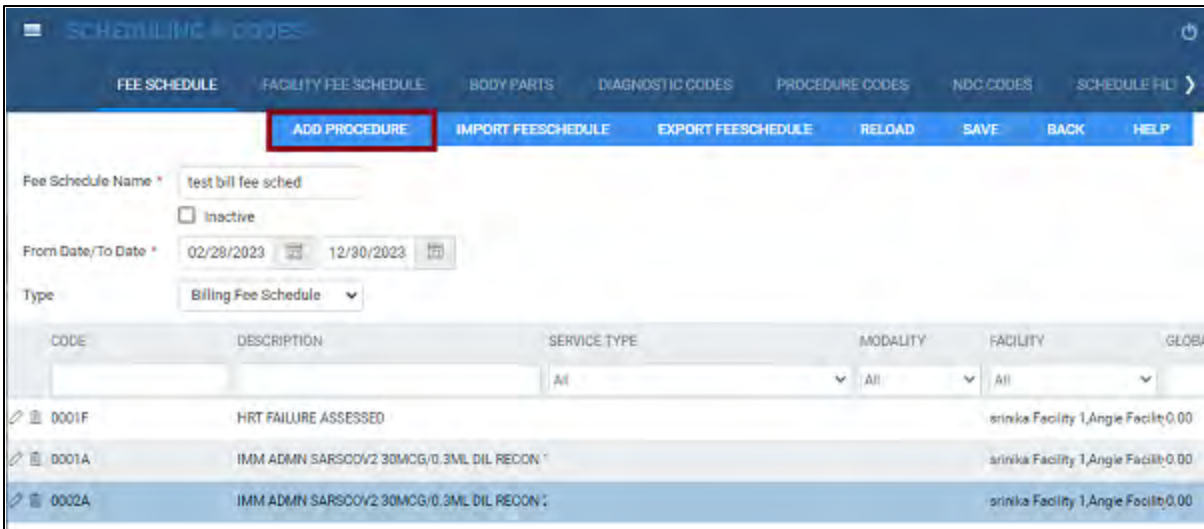 SCHEDULING & CODES
FEE SCHEDULE FACILITY FEE SCHEDULE BODY PARTS DIAGNOSTIC CODES PROCEDURE CODES NDC CODES SCHEDULE FIL
ADD PROCEDURE IMPORT FEESCHEDULE EXPORT FEESCHEDULE RELOAD SAVE BACK HELP
Fee Schedule Name * test bill fee sched
Inactive
From Date/To Date * 02/28/2023 12/30/2023
Type Billing Fee Schedule
CODE DESCRIPTION SERVICE TYPE MODALITY FACILITY GLOBA
All All All
0001F HRT FAILURE ASSESSED srinika Facility 1,Angie Facilit 0.00
0001A IMM ADMN SARSCOV2 30MCG/0.3ML DIL RECON srinika Facility 1,Angie Facilit 0.00
0002A IMM ADMN SARSCOV2 30MCG/0.3ML DIL RECON srinika Facility 1,Angie Facilit 0.00